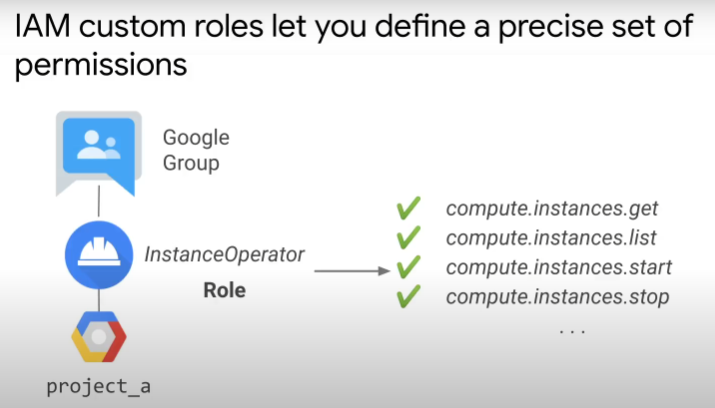 IAM custom roles let you define a precise set of
permissions
Google
Group
InstanceOperator
Role
project_a
compute.instances.get
compute.instances.list
compute.instances.start
compute.instances.stop
...